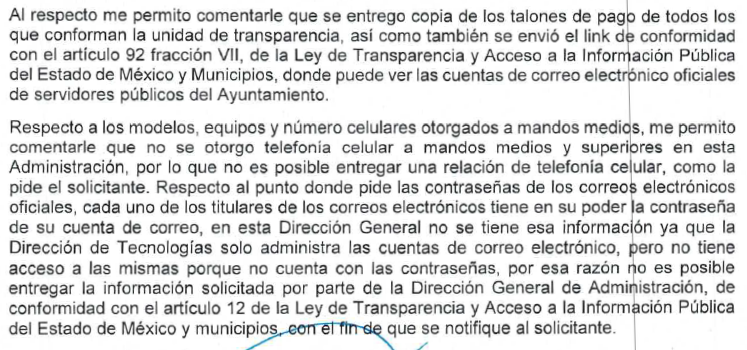 Al respecto me permito comentarle que se entrego copia de los talones de pago de todos los
que conforman la unidad de transparencia, así como también se envió el link de conformidad
con el artículo 92 fracción VII, de la Ley de Transparencia y Acceso a la Información Pública
del Estado de México y Municipios, donde puede ver las cuentas de correo electrónico oficiales
de servidores públicos del Ayuntamiento.
Respecto a los modelos, equipos y número celulares otorgados a mandos medios, me permito
comentarle que no se otorgo telefonía celular a mandos medios y superiores en esta
Administración, por lo que no es posible entregar una relación de telefonía celular, como la
pide el solicitante. Respecto al punto donde pide las contraseñas de los correos electrónicos
oficiales, cada uno de los titulares de los correos electrónicos tiene en su poder la contraseña
de su cuenta de correo, en esta Dirección General no se tiene esa información ya que la
Dirección de Tecnologías solo administra las cuentas de correo electrónico, pero no tiene
acceso a las mismas porque no cuenta con las contraseñas, por esa razón no es posible
entregar la información solicitada por parte de la Dirección General de Administración, de
conformidad con el artículo 12 de la Ley de Transparencia y Acceso a la Información Pública
del Estado de México y municipios, con el fin de que se notifique al solicitante.